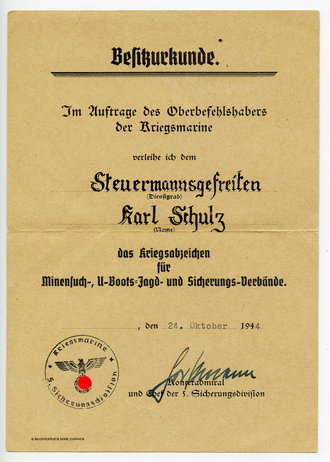 Besitzurkunde.
Im Auftrage des Oberbefehlshabers
der Kriegsmarine
verleihe ich dem
Steuermannsgefreiten
(Dienstgrad)
Karl Schulz
(Name)
das Kriegsabzeichen
für
Minensuch-, U-Boots-Jagd- und Sicherungs-Verbände.
, den 24. Oktober 1944
Kriegsmarine
5. Sicherungsdivision
Konteradmiral
und Chef der 5. Sicherungsdivision